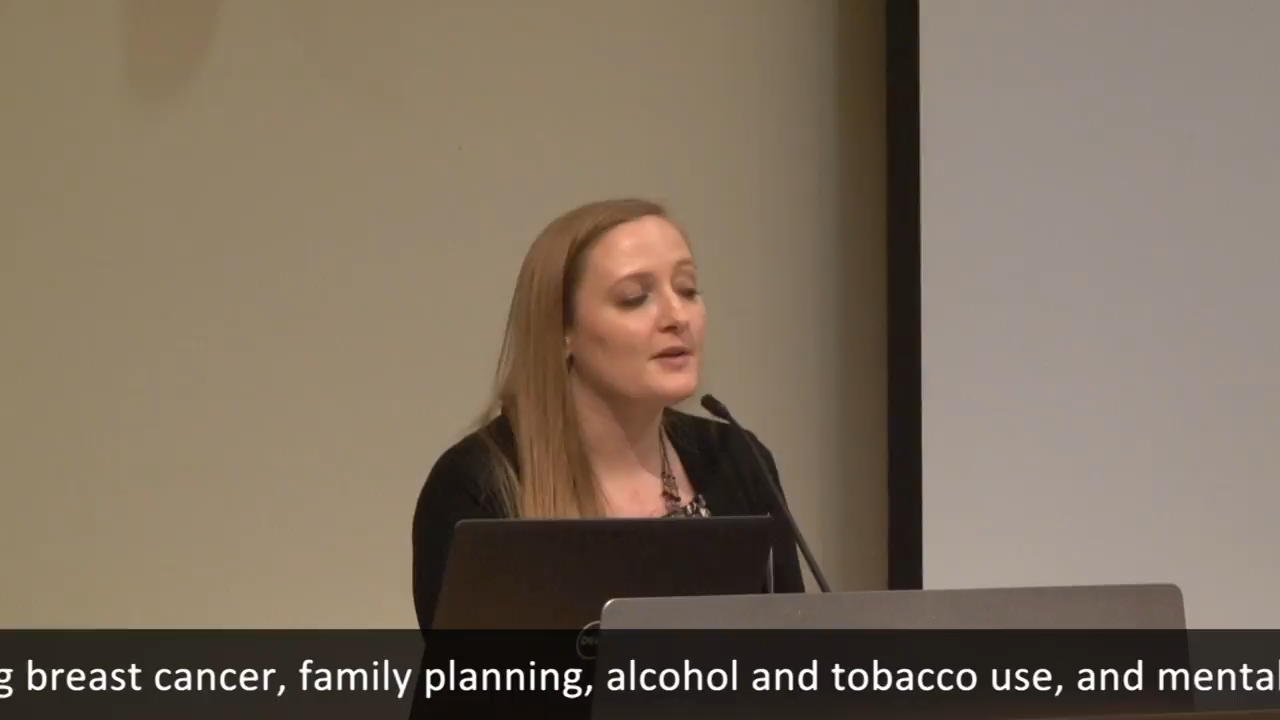 breast cancer, family planning, alcohol and tobacco use, and mental